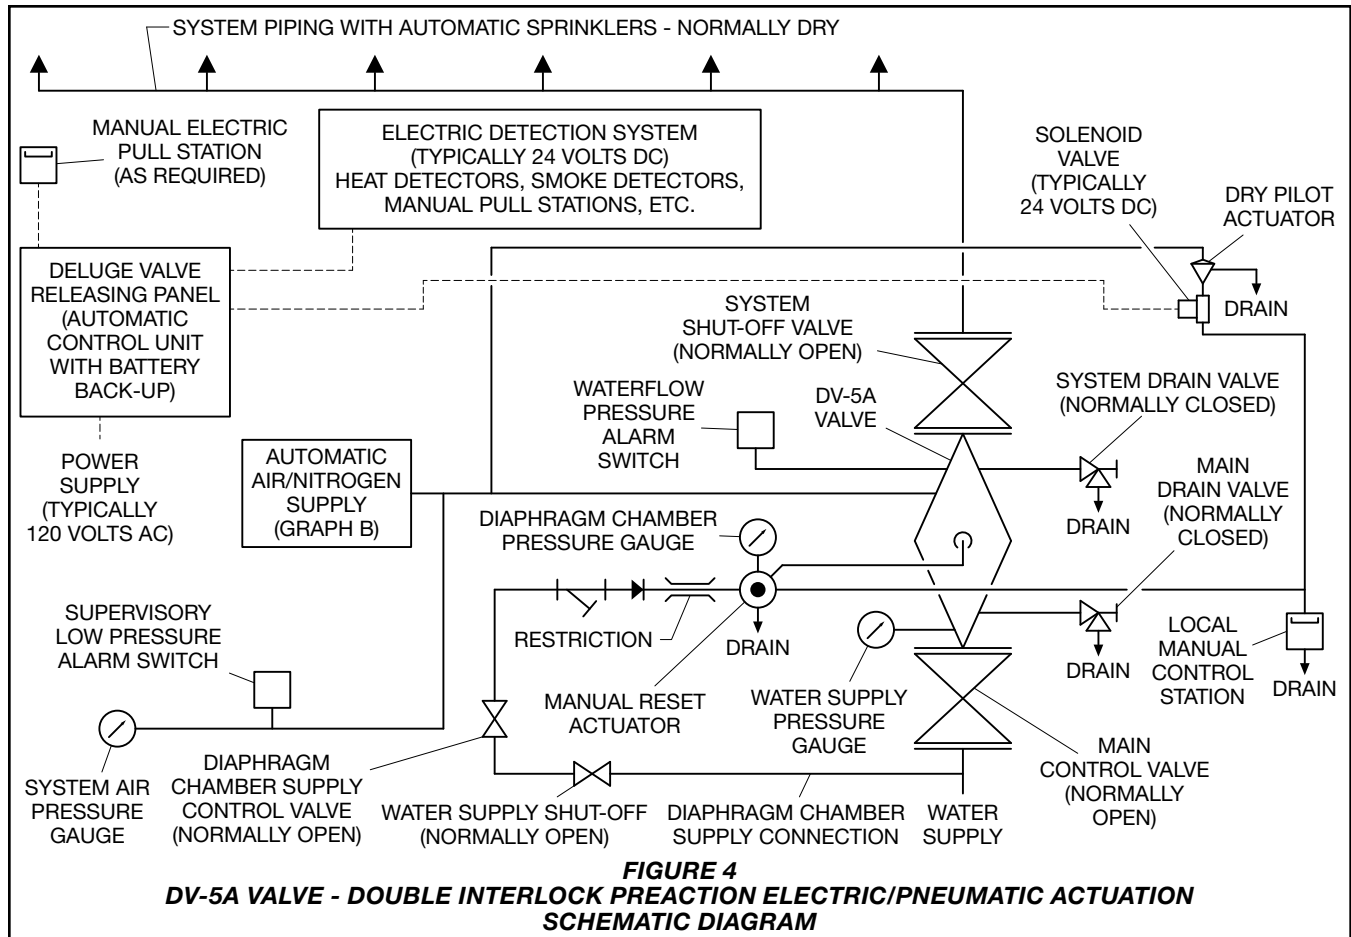 SYSTEM PIPING WITH AUTOMATIC SPRINKLERS - NORMALLY DRY
MANUAL ELECTRIC
PULL STATION
(AS REQUIRED)
ELECTRIC DETECTION SYSTEM
(TYPICALLY 24 VOLTS DC)
HEAT DETECTORS, SMOKE DETECTORS,
MANUAL PULL STATIONS, ETC.
SOLENOID
VALVE
(TYPICALLY
24 VOLTS DC)
DRY PILOT
ACTUATOR
DRAIN
DELUGE VALVE
RELEASING PANEL
(AUTOMATIC
CONTROL UNIT
WITH BATTERY
BACK-UP)
SYSTEM
SHUT-OFF VALVE
(NORMALLY OPEN)
WATERFLOW
PRESSURE
ALARM
SWITCH
DV-5A
VALVE
SYSTEM DRAIN VALVE
(NORMALLY CLOSED)
DRAIN
POWER
SUPPLY
(TYPICALLY
120 VOLTS AC)
AUTOMATIC
AIR/NITROGEN
SUPPLY
(GRAPH B)
DIAPHRAGM CHAMBER
PRESSURE GAUGE
MAIN
DRAIN VALVE
(NORMALLY
CLOSED)
DRAIN
SUPERVISORY
LOW PRESSURE
ALARM SWITCH
RESTRICTION
DRAIN
MANUAL RESET
ACTUATOR
WATER SUPPLY
PRESSURE
GAUGE
LOCAL
MANUAL
CONTROL
STATION
DRAIN
SYSTEM AIR
PRESSURE
GAUGE
DIAPHRAGM
CHAMBER SUPPLY
CONTROL VALVE
(NORMALLY OPEN)
WATER SUPPLY SHUT-OFF
(NORMALLY OPEN)
DIAPHRAGM CHAMBER
SUPPLY CONNECTION
WATER
SUPPLY
MAIN
CONTROL VALVE
(NORMALLY
OPEN)
FIGURE 4
DV-5A VALVE - DOUBLE INTERLOCK PREACTION ELECTRIC/PNEUMATIC ACTUATION
SCHEMATIC DIAGRAM